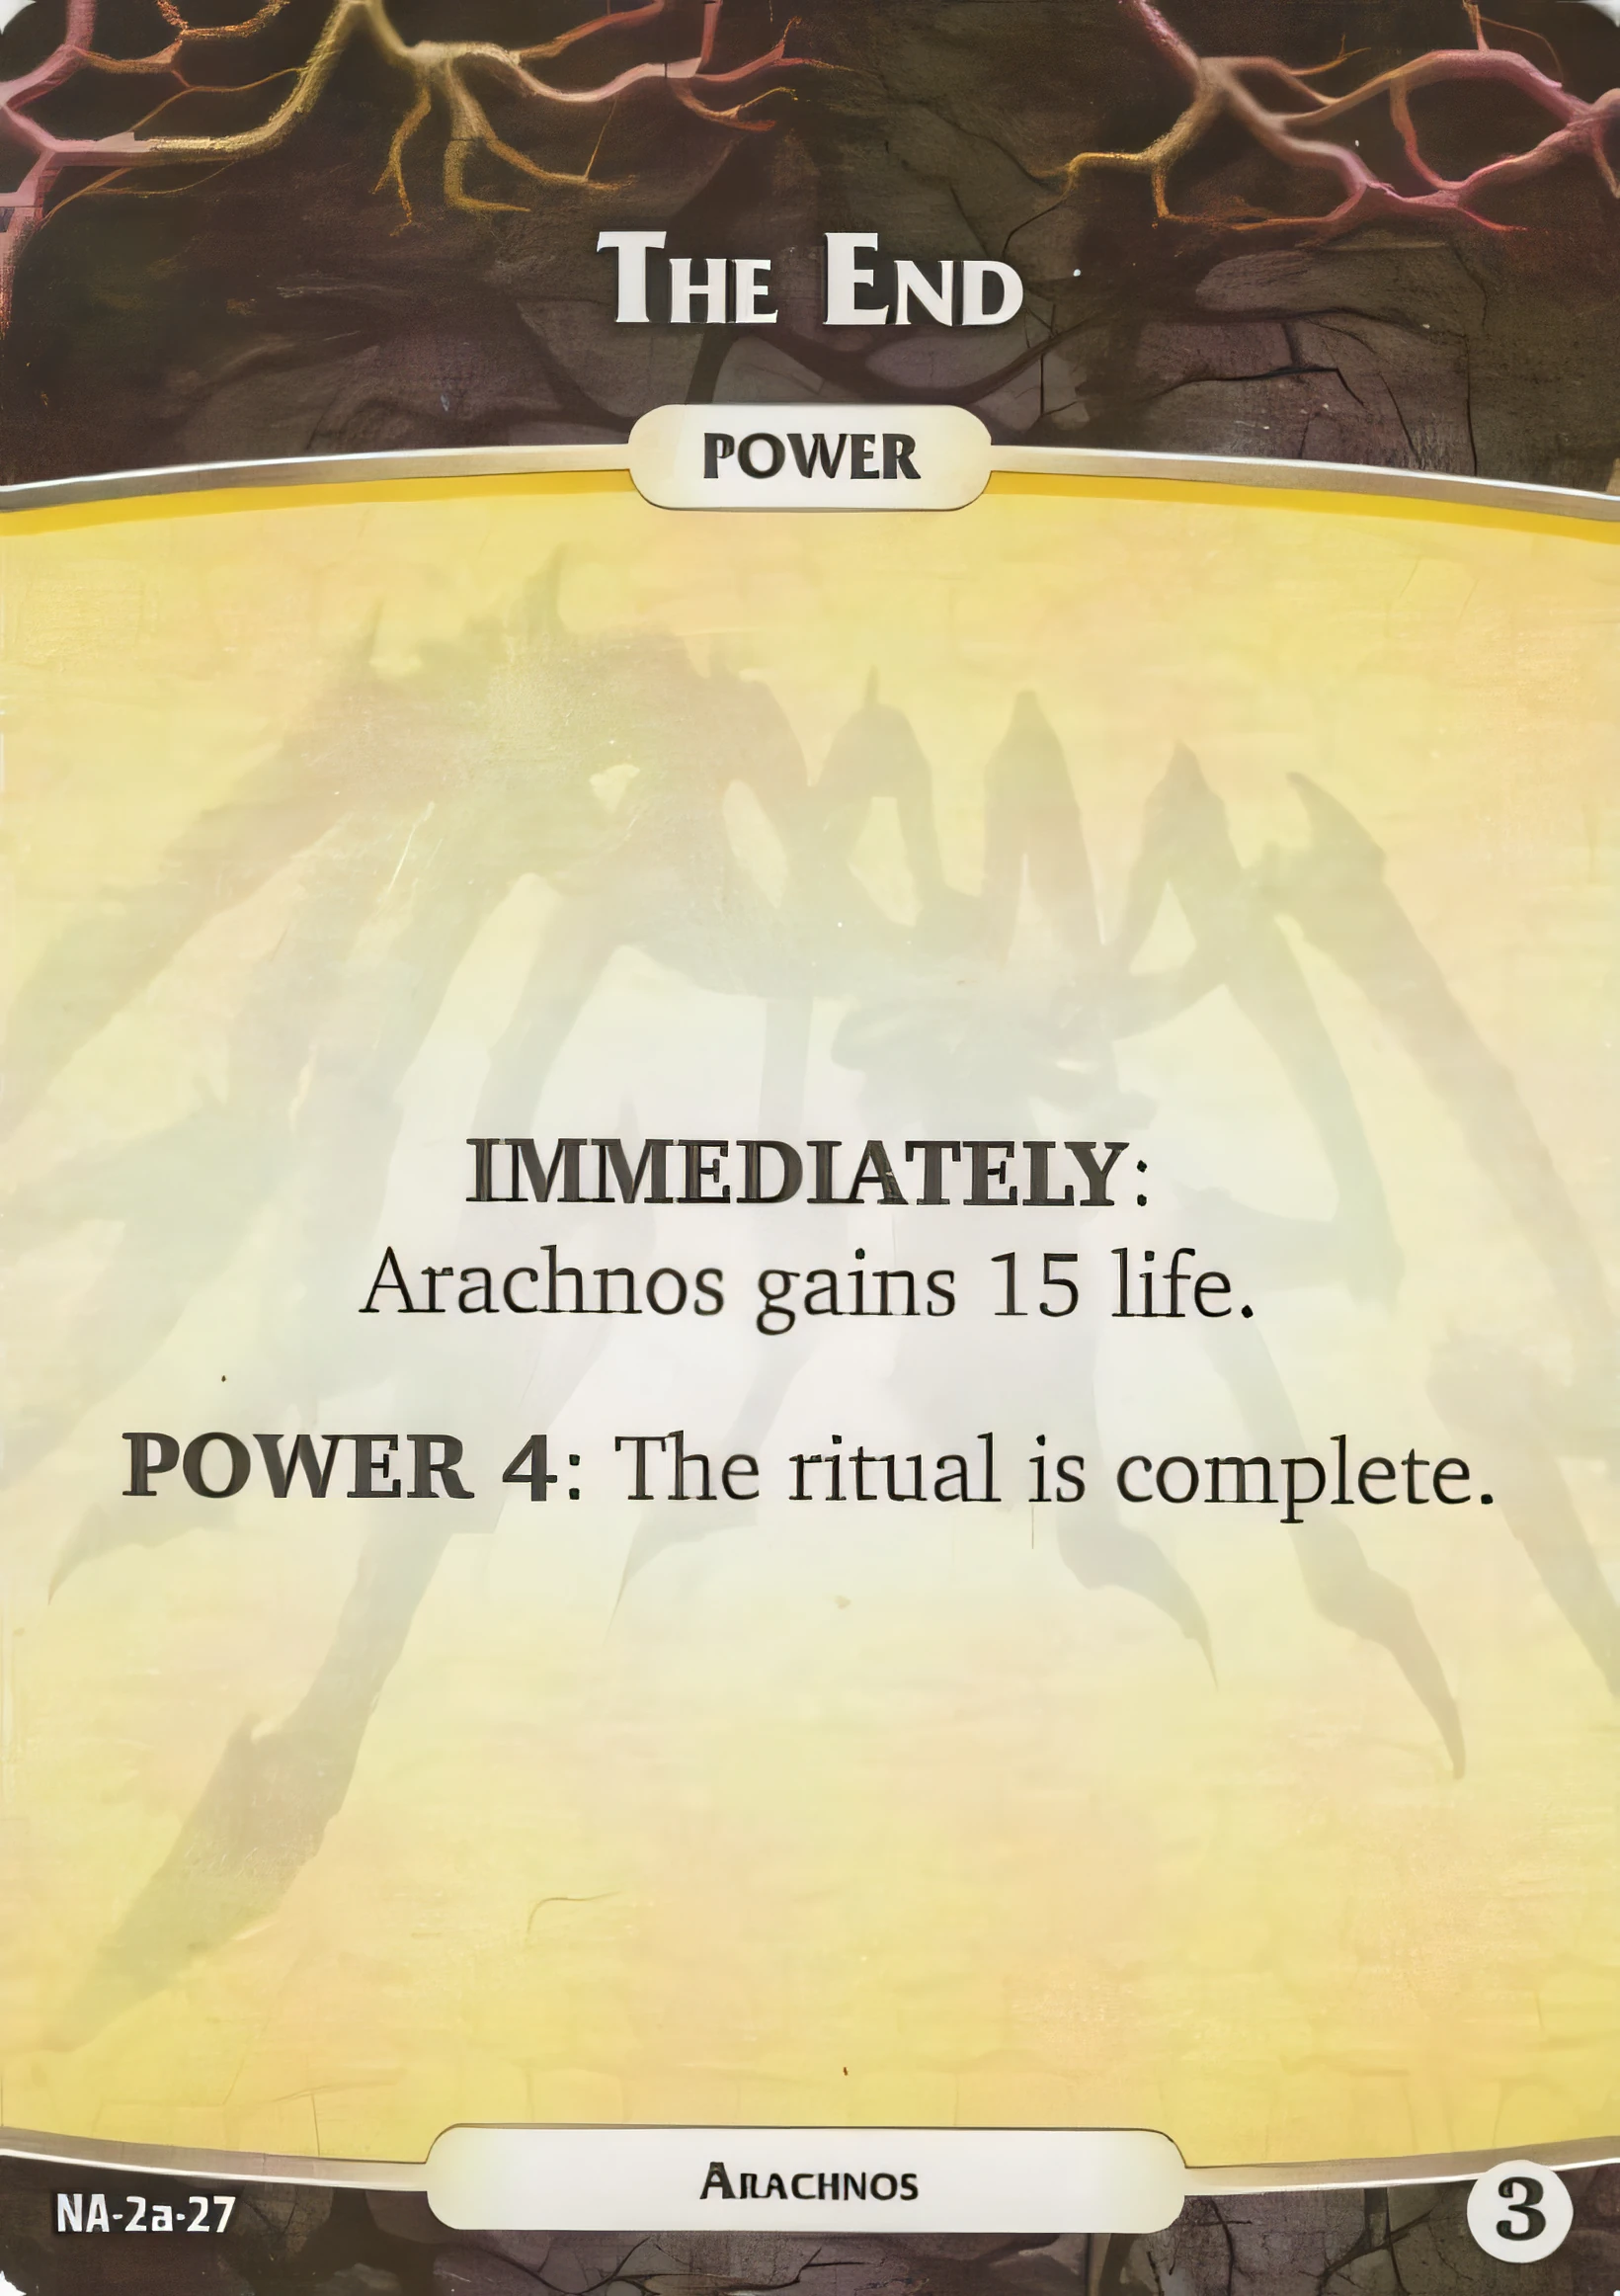 THE END
POWER
IMMEDIATELY:
Arachnos gains 15 life.
POWER 4: The ritual is complete.
ARACHNOS
NA-2a-27
3